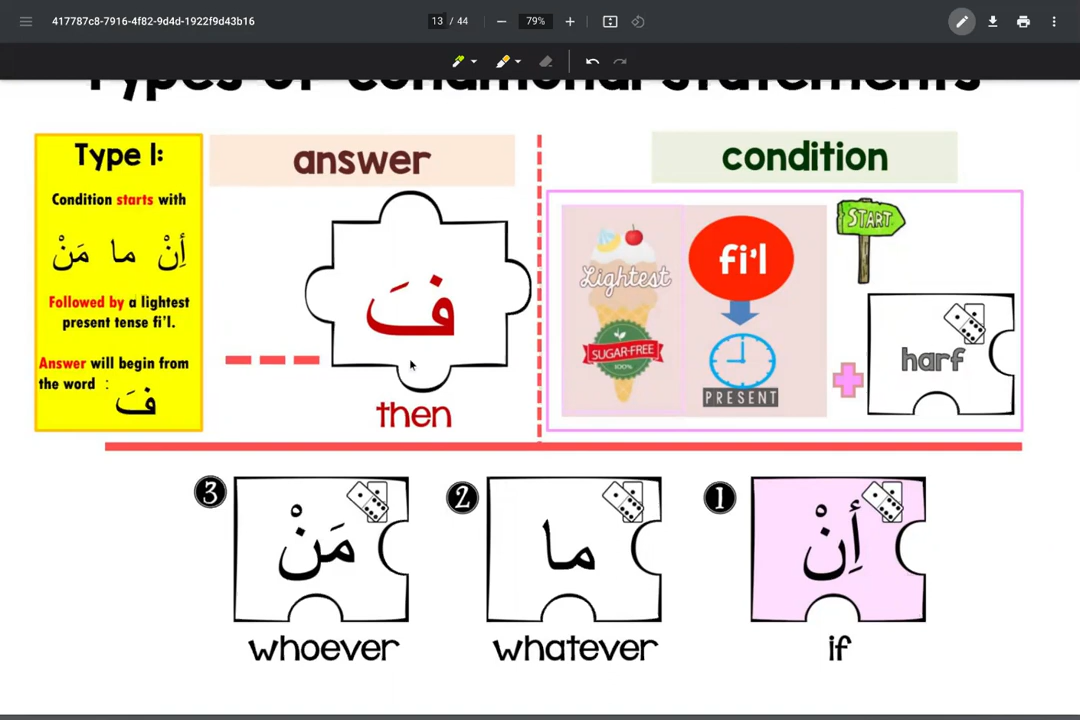 417787c8-7916-4f82-9d4d-1922f9d43b16
13 / 44
79%
Types of conditional statements
Type 1:
Condition starts with
أِنْ ما مَنْ
Followed by a lightest
present tense fi'l.
Answer will begin from
the word :
فَ
answer
فَ
then
condition
Lightest
SUGAR-FREE
100%
fi'l
PRESENT
START
harf
3
مَنْ
whoever
2
ما
whatever
1
أِنْ
if